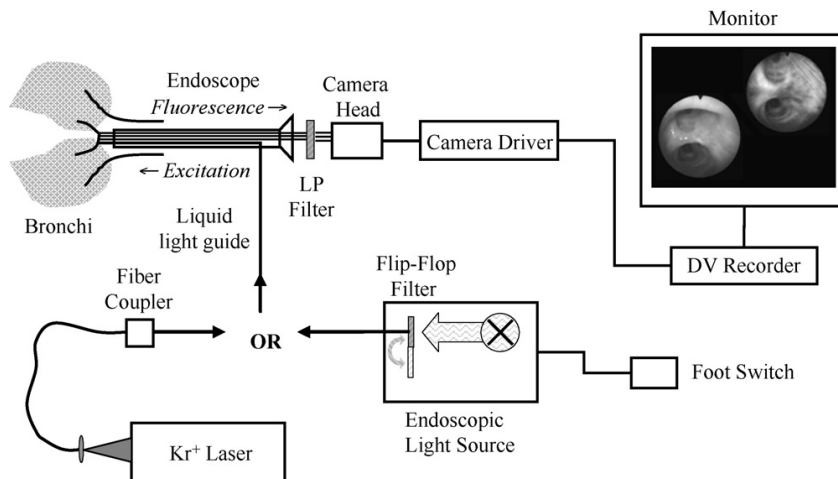 Monitor
Endoscope
Fluorescence →
Camera
Head
Camera Driver
← Excitation
LP
Filter
Bronchi
Liquid
light guide
DV Recorder
Flip-Flop
Filter
Fiber
Coupler
OR
Foot Switch
Endoscopic
Light Source
Kr⁺ Laser